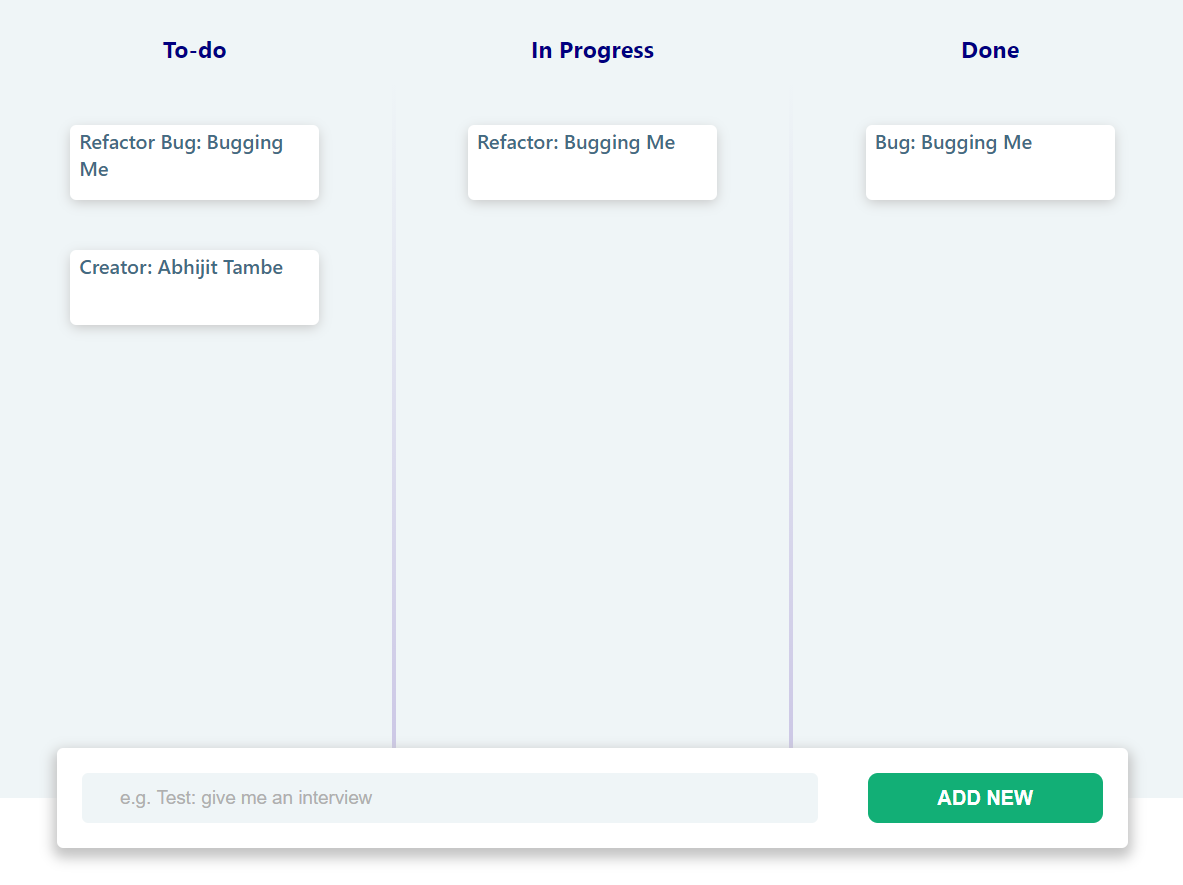 To-do
In Progress
Done
Refactor Bug: Bugging
Me
Refactor: Bugging Me
Bug: Bugging Me
Creator: Abhijit Tambe
e.g. Test: give me an interview
ADD NEW